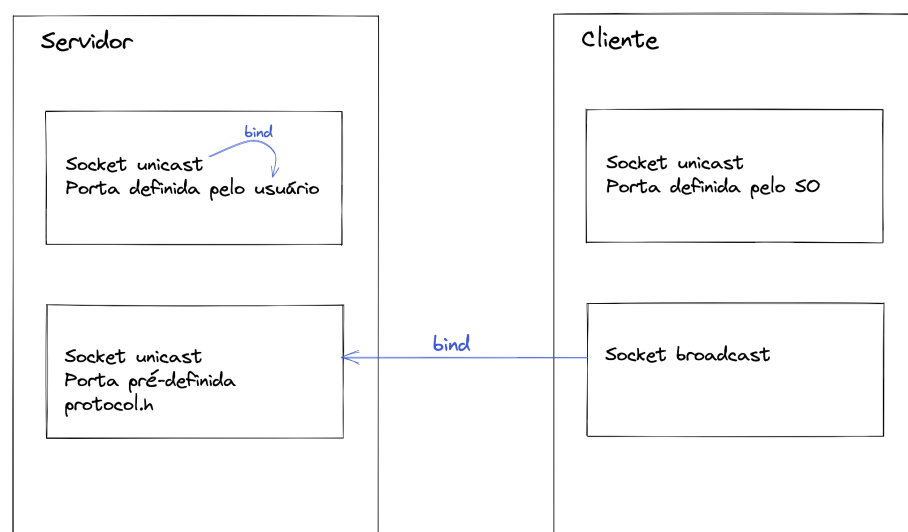 Servidor
bind
Socket unicast
Porta definida pelo usuário
Socket unicast
Porta pré-definida
protocol.h
bind
Cliente
Socket unicast
Porta definida pelo SO
Socket broadcast